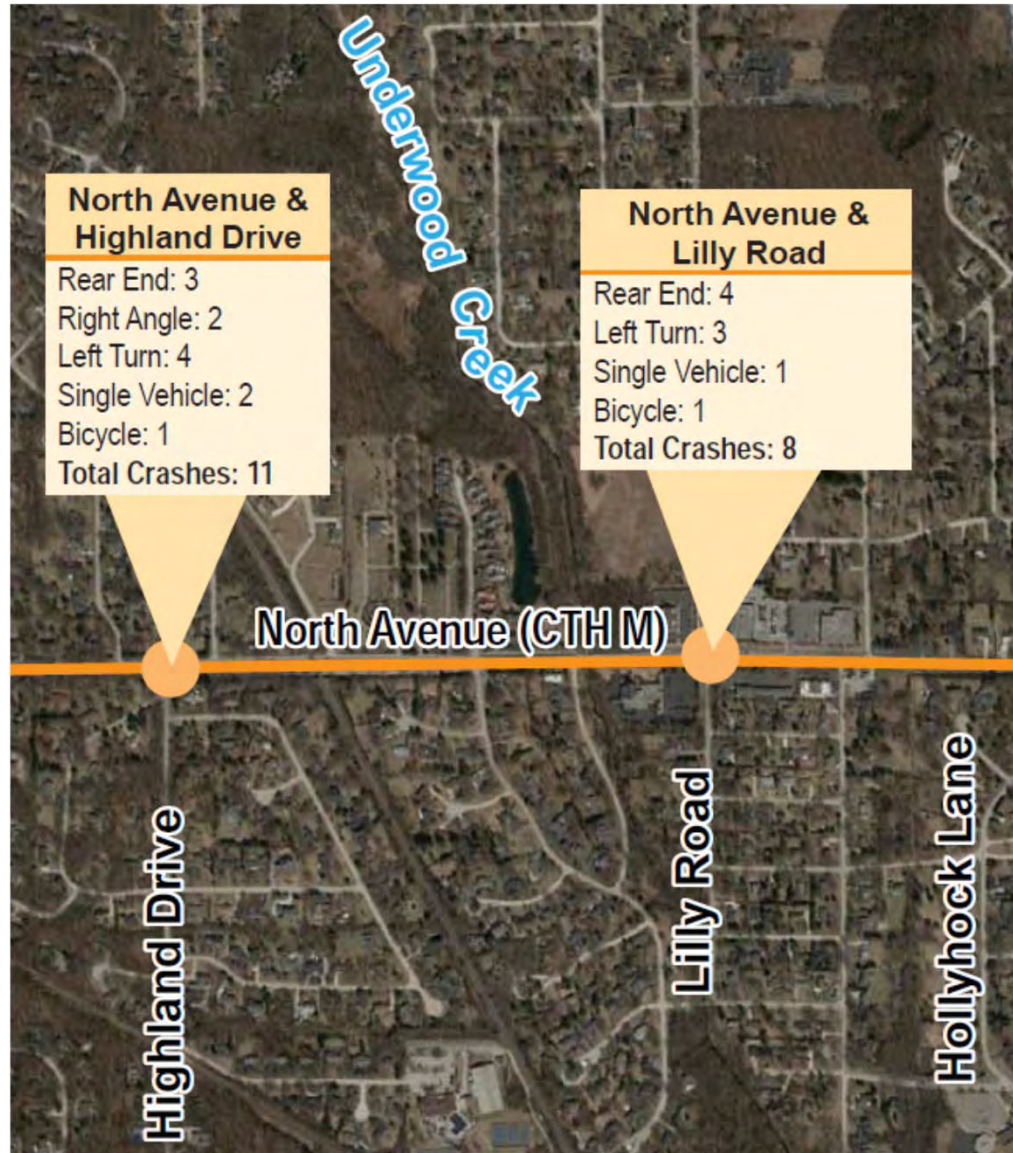 Underwood Creek
North Avenue &
Highland Drive
Rear End: 3
Right Angle: 2
Left Turn: 4
Single Vehicle: 2
Bicycle: 1
Total Crashes: 11
North Avenue &
Lilly Road
Rear End: 4
Left Turn: 3
Single Vehicle: 1
Bicycle: 1
Total Crashes: 8
North Avenue (CTH M)
Highland Drive
Lilly Road
Hollyhock Lane